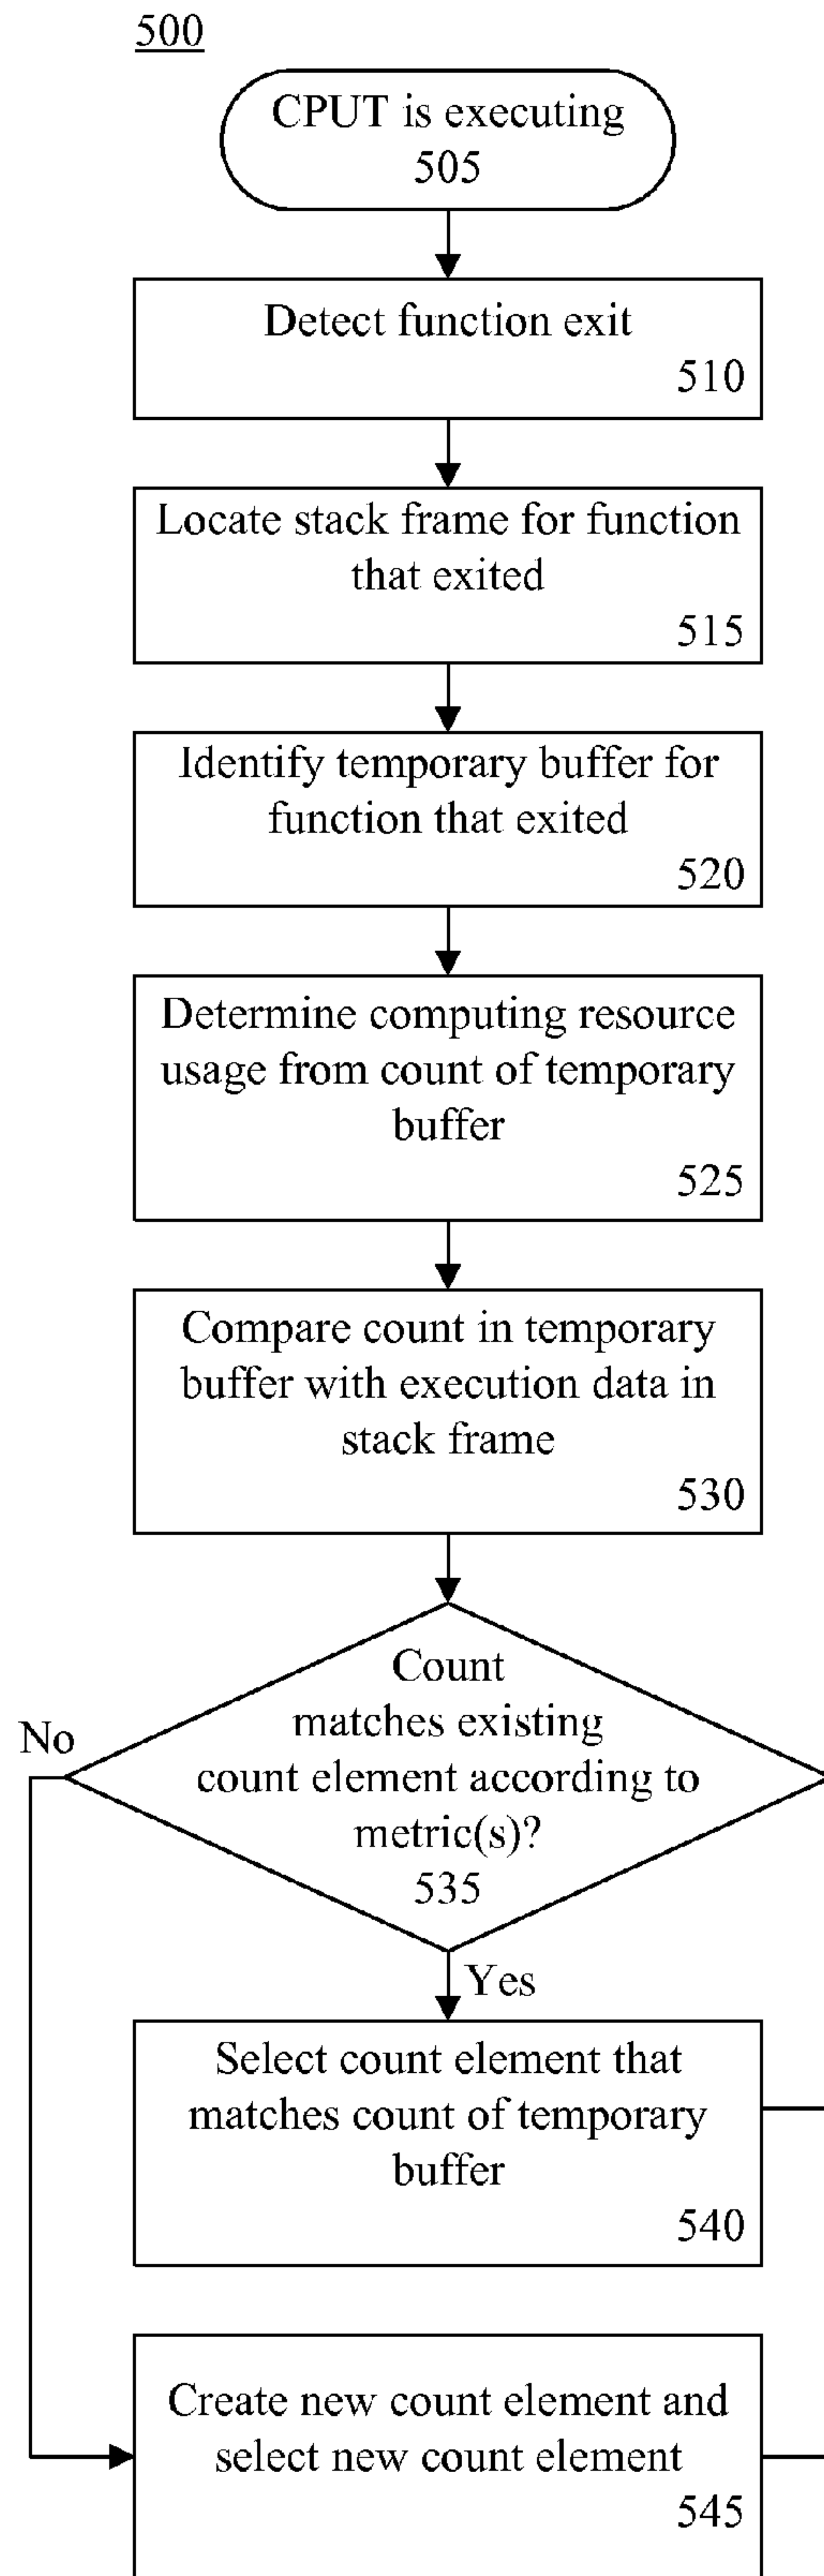 500
CPUT is executing
505
Detect function exit
510
Locate stack frame for function
that exited
515
Identify temporary buffer for
function that exited
520
Determine computing resource
usage from count of temporary
buffer
525
Compare count in temporary
buffer with execution data in
stack frame
530
Count
matches existing
count element according to
metric(s)?
535
No
Yes
Select count element that
matches count of temporary
buffer
540
Create new count element and
select new count element
545